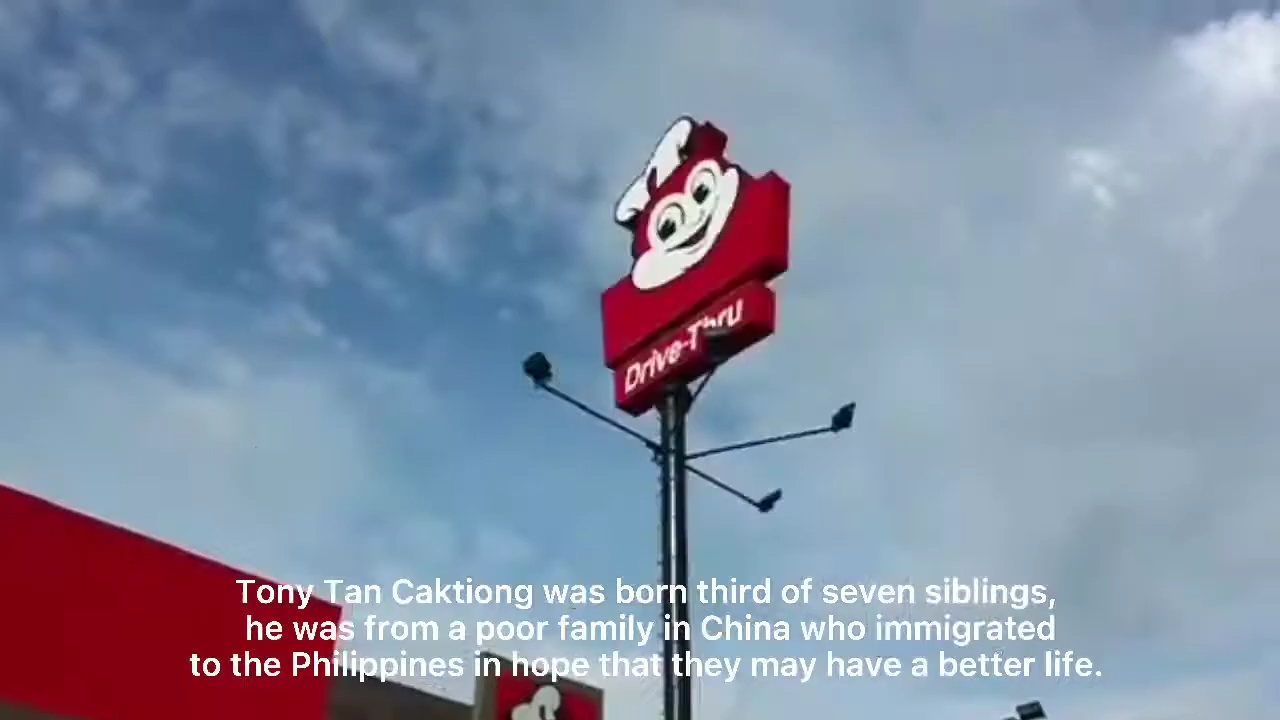 Drive-Thru
Tony Tan Caktiong was born third of seven siblings,
he was from a poor family in China who immigrated
to the Philippines in hope that they may have a better life.